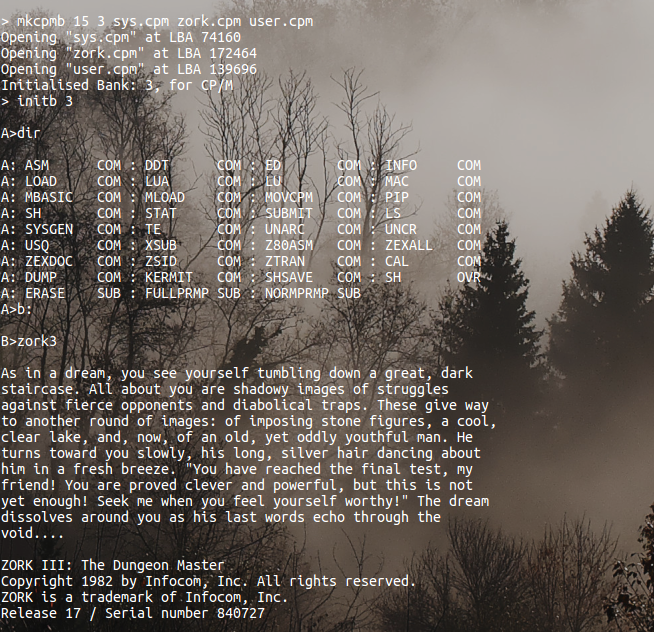 > mkcpmb 15 3 sys.cpm zork.cpm user.cpm
Opening "sys.cpm" at LBA 74160
Opening "zork.cpm" at LBA 172464
Opening "user.cpm" at LBA 139696
Initialised Bank: 3, for CP/M
> initb 3
A>dir
A: ASM      COM : DDT      COM : ED       COM : INFO     COM
A: LOAD     COM : LUA      COM : LU       COM : MAC      COM
A: MBASIC   COM : MLOAD    COM : MOVCPM   COM : PIP      COM
A: SH       COM : STAT     COM : SUBMIT   COM : LS       COM
A: SYSGEN   COM : TE       COM : UNARC    COM : UNCR     COM
A: USQ      COM : XSUB     COM : Z80ASM   COM : ZEXALL   COM
A: ZEXDOC   COM : ZSID     COM : ZTRAN    COM : CAL      COM
A: DUMP     COM : KERMIT   COM : SHSAVE   COM : SH       OVR
A: ERASE    SUB : FULLPRMP SUB : NORMPRMP SUB
A>b:
B>zork3
As in a dream, you see yourself tumbling down a great, dark
staircase. All about you are shadowy images of struggles
against fierce opponents and diabolical traps. These give way
to another round of images: of imposing stone figures, a cool,
clear lake, and, now, of an old, yet oddly youthful man. He
turns toward you slowly, his long, silver hair dancing about
him in a fresh breeze. "You have reached the final test, my
friend! You are proved clever and powerful, but this is not
yet enough! Seek me when you feel yourself worthy!" The dream
dissolves around you as his last words echo through the
void....
ZORK III: The Dungeon Master
Copyright 1982 by Infocom, Inc. All rights reserved.
ZORK is a trademark of Infocom, Inc.
Release 17 / Serial number 840727